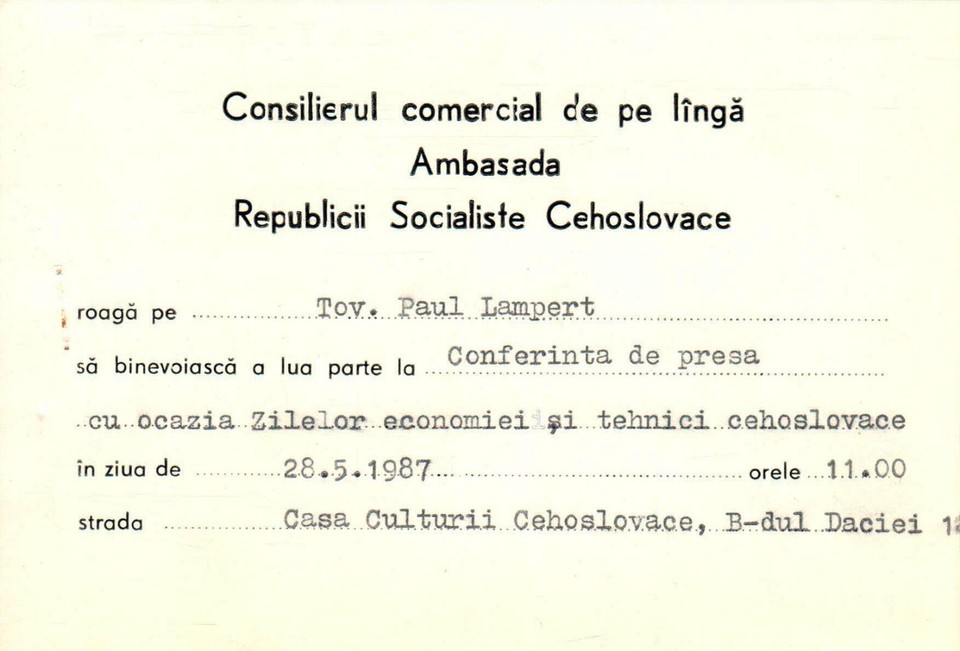 Consilierul comercial de pe lîngă
Ambasada
Republicii Socialiste Cehoslovace
roagă pe Tov. Paul Lampert
să binevoiască a lua parte la Conferinta de presa
cu ocazia Zilelor economiei și tehnici cehoslovace
în ziua de 28.5.1987 orele 11.00
strada Casa Culturii Cehoslovace, B-dul Daciei